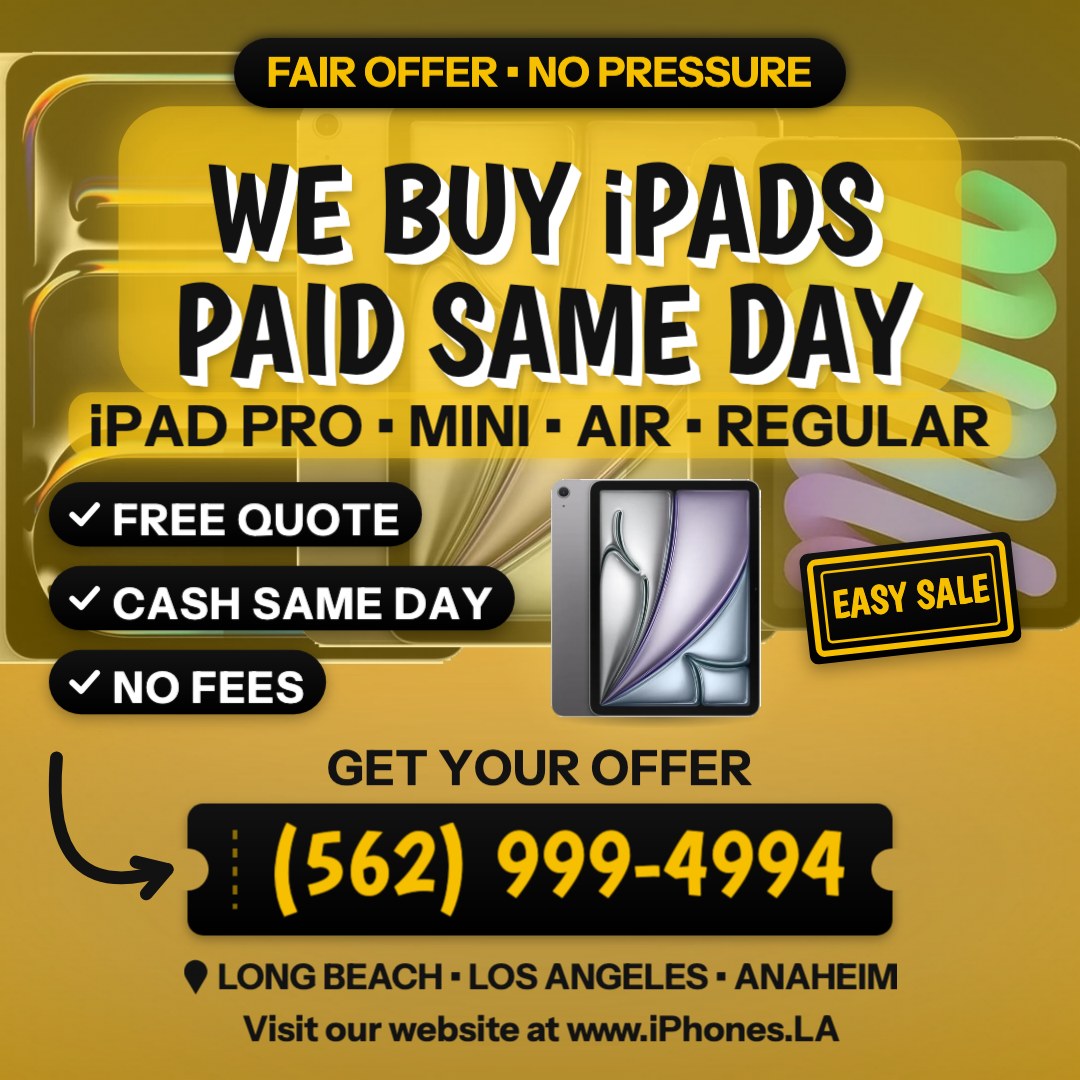 FAIR OFFER ▪ NO PRESSURE
WE BUY iPADS
PAID SAME DAY
iPAD PRO ▪ MINI ▪ AIR ▪ REGULAR
✓ FREE QUOTE
✓ CASH SAME DAY
✓ NO FEES
EASY SALE
GET YOUR OFFER
(562) 999-4994
LONG BEACH ▪ LOS ANGELES ▪ ANAHEIM
Visit our website at www.iPhones.LA